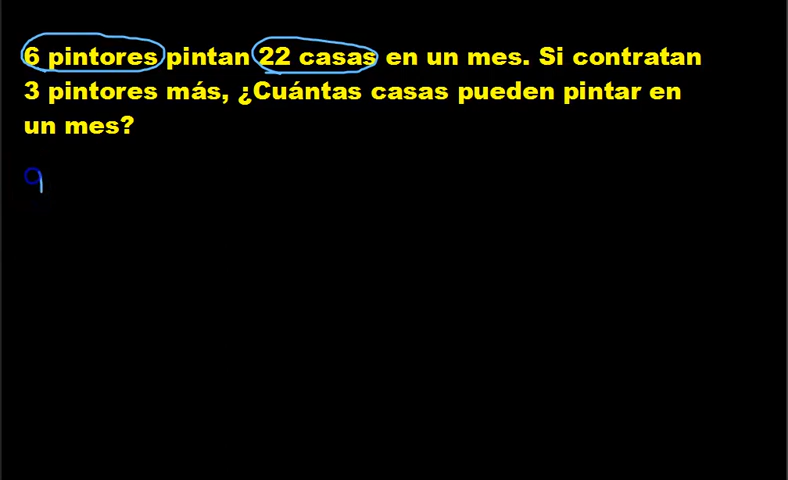 6 pintores pintan 22 casas en un mes. Si contratan
3 pintores más, ¿Cuántas casas pueden pintar en
un mes?
9